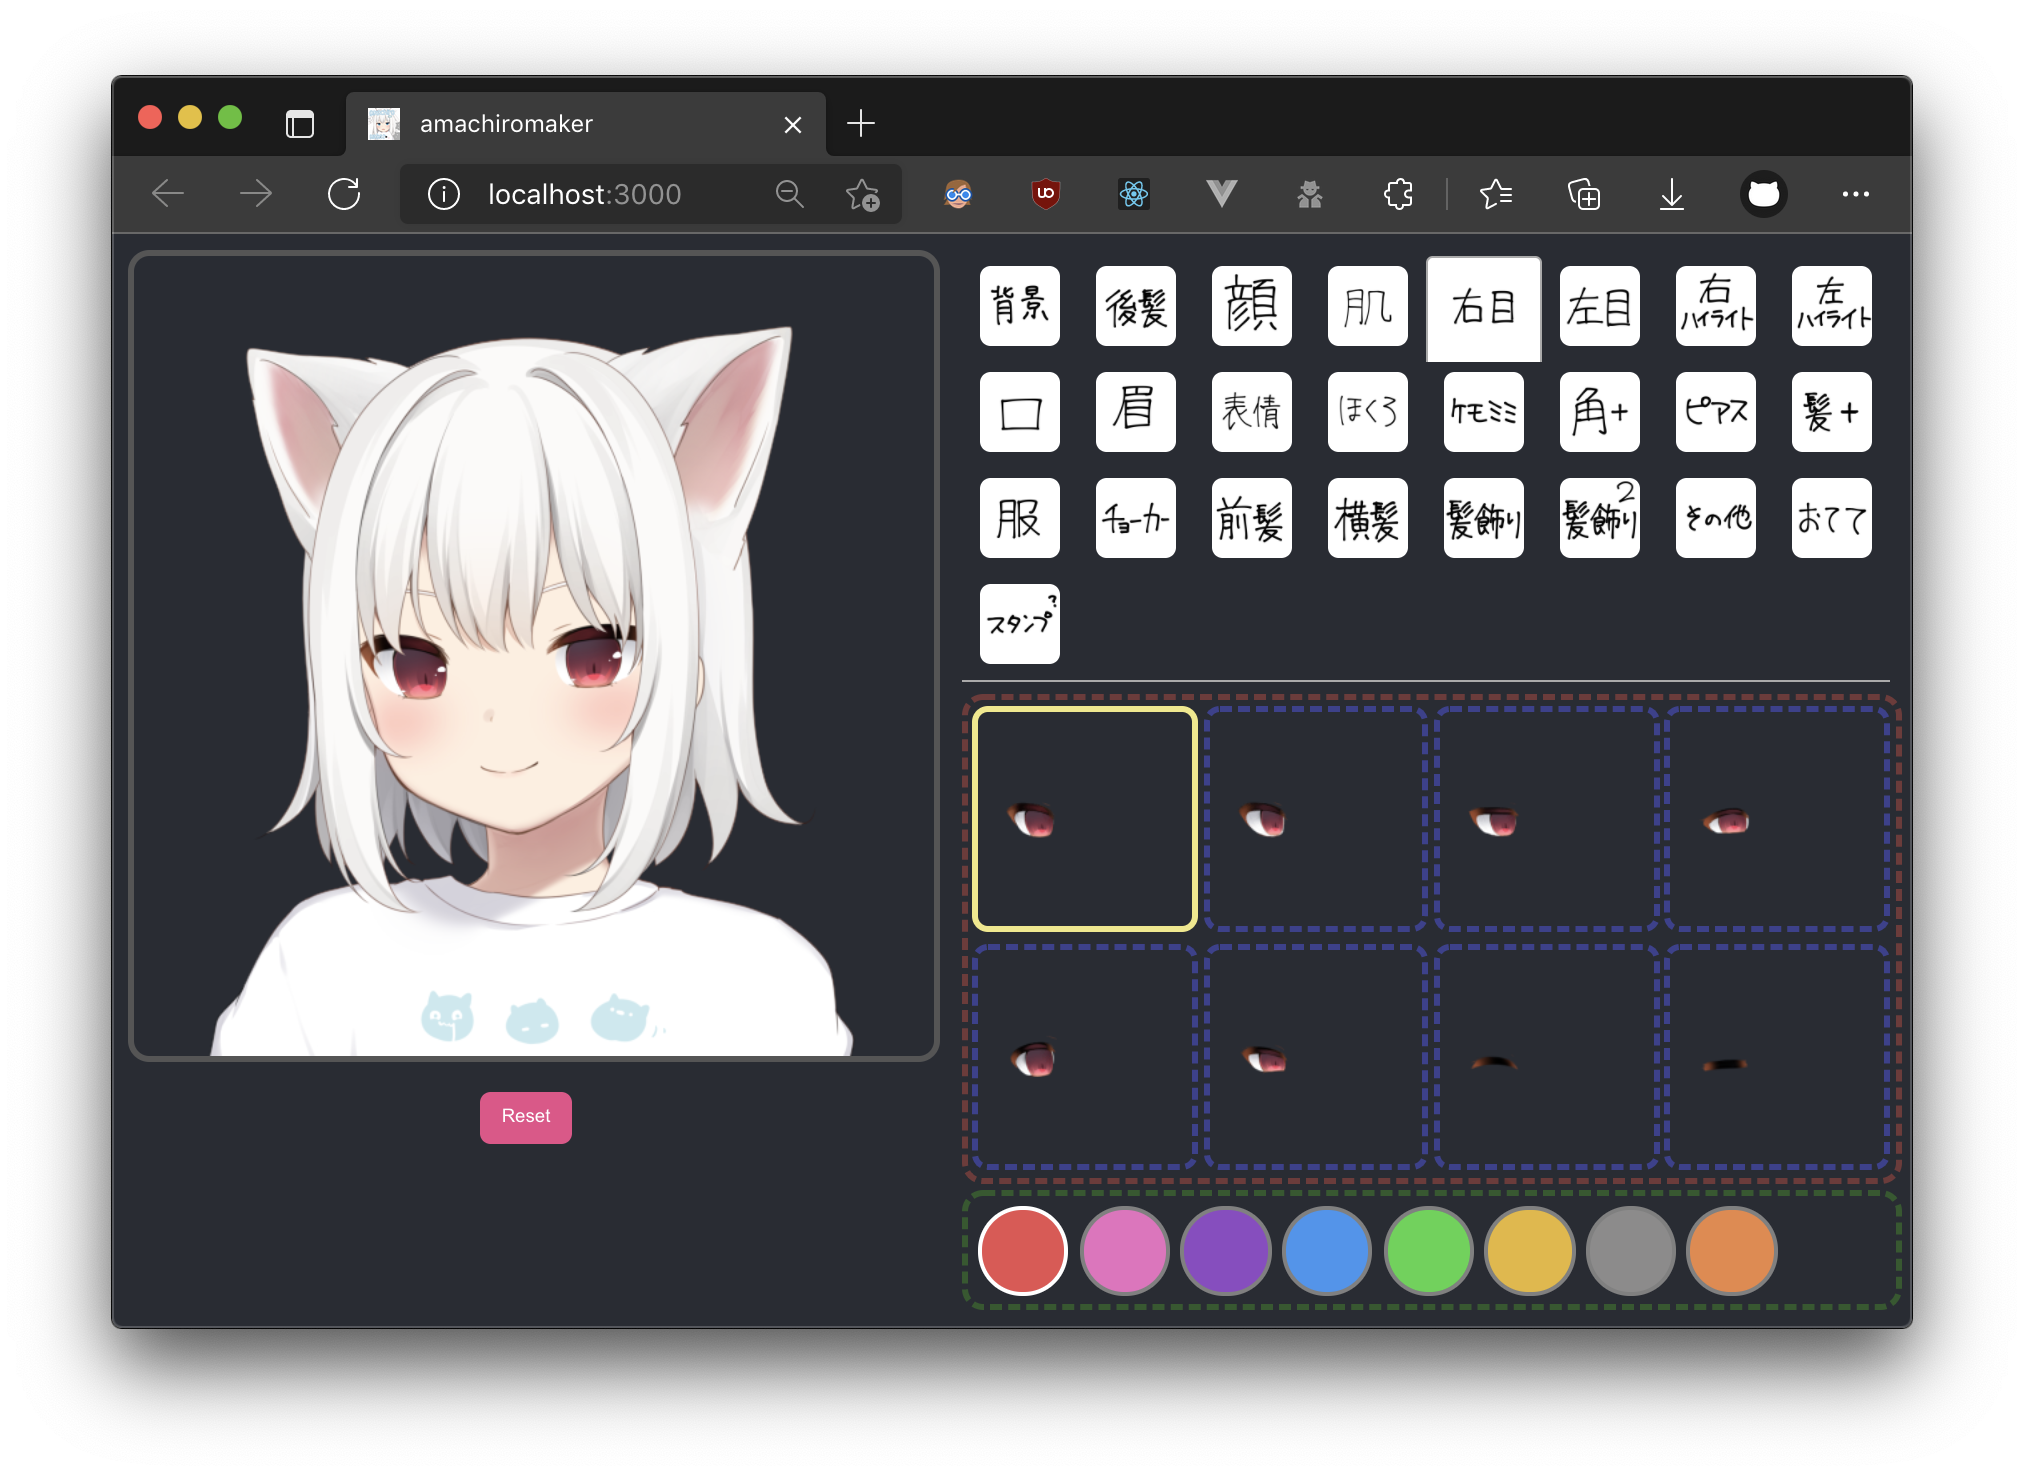 amachiromaker
localhost:3000
背景
後髪
顔
肌
右目
左目
右
ハイライト
左
ハイライト
口
眉
表情
ほくろ
ケモミミ
角+
ピアス
髪+
服
チョーカー
前髪
横髪
髪飾り
髪飾り2
その他
おてて
スタンプ?
Reset